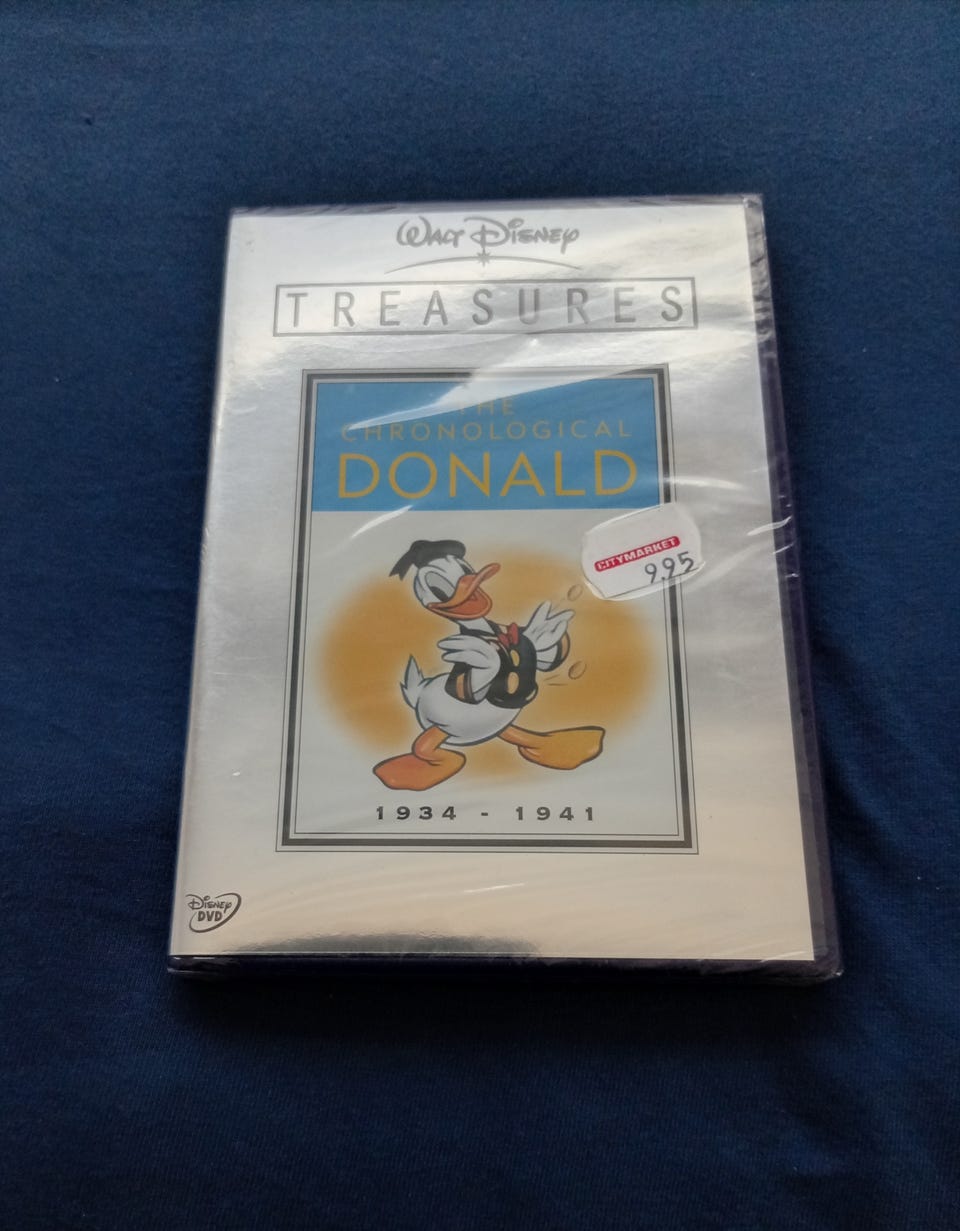 Walt Disney
TREASURES
THE
CHRONOLOGICAL
DONALD
CITYMARKET
9.95
1934 - 1941
Disney
DVD